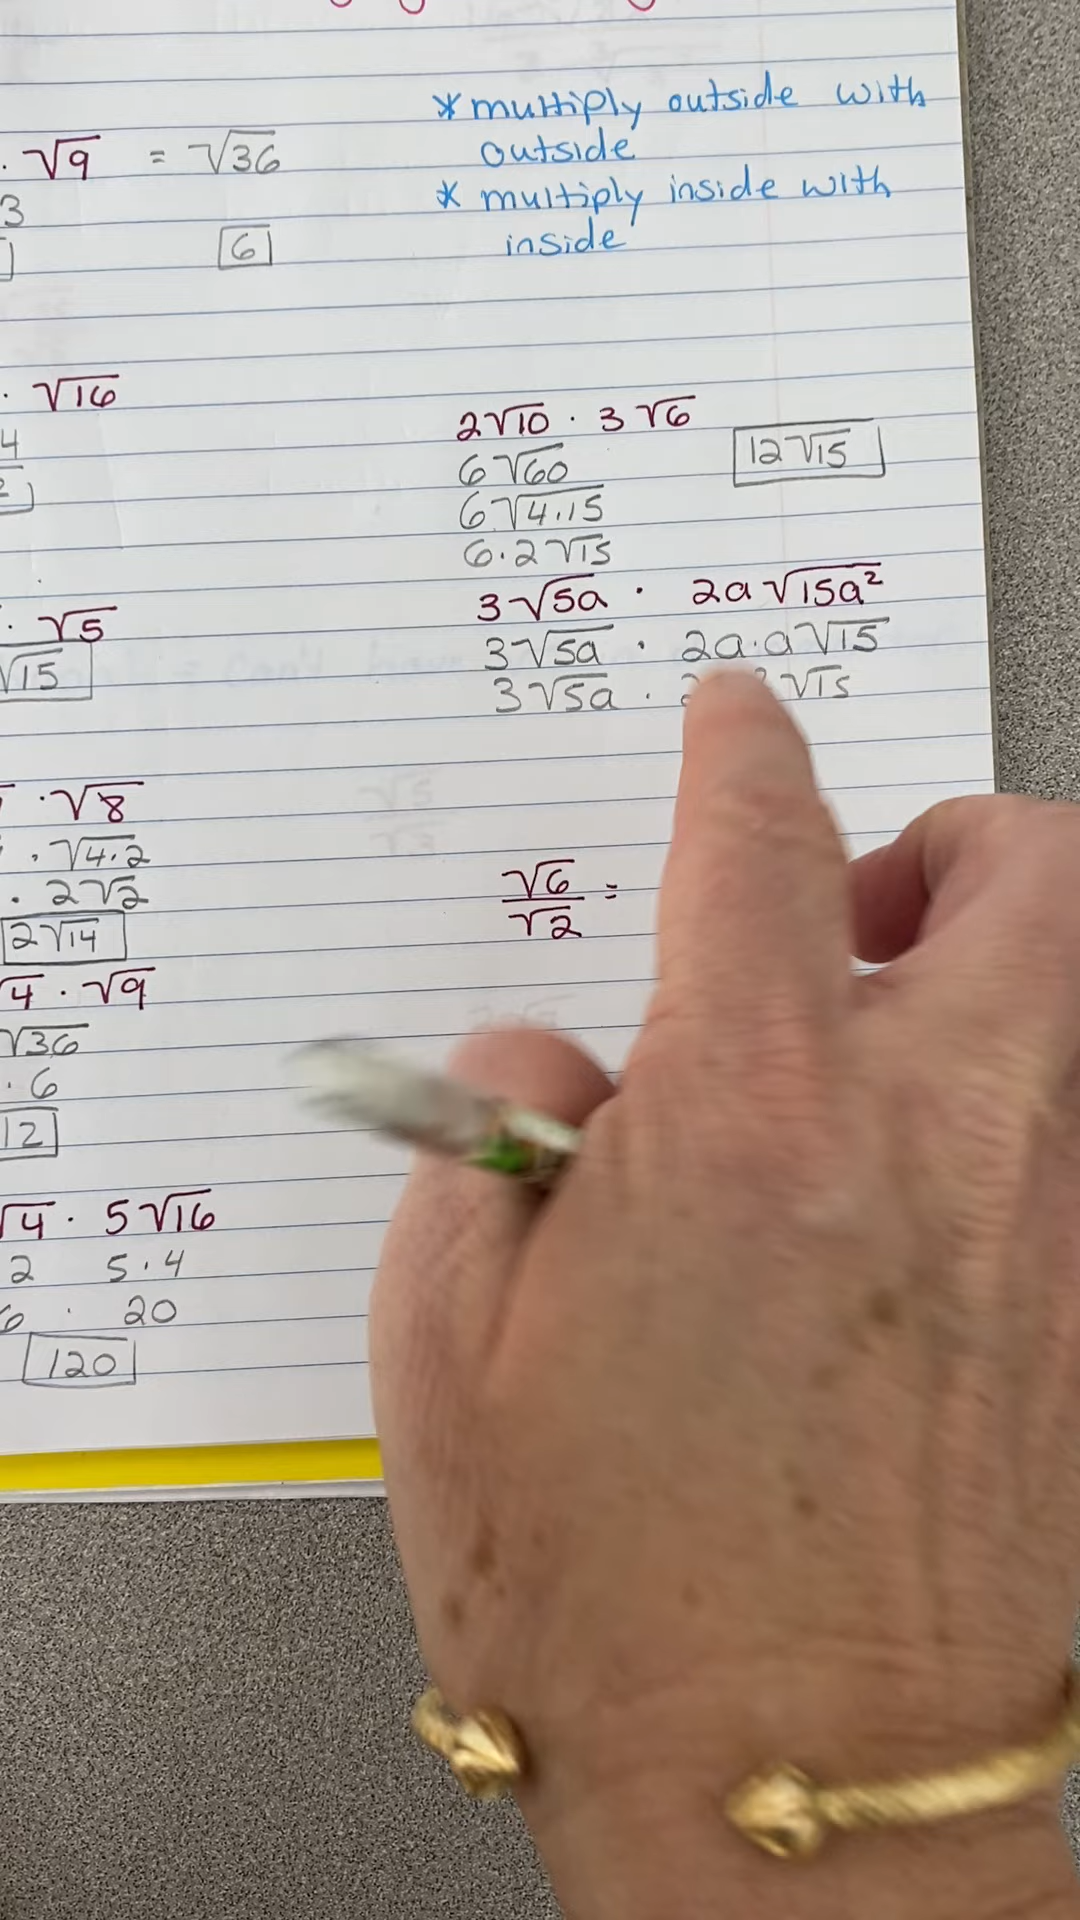 * multiply outside with
outside
* multiply inside with
inside
. √9 = √36
3
6
. √16
4
2
. √5
√15
2√10 . 3√6
6√60
12√15
6√4.15
6.2√15
3√5a . 2a√15a²
3√5a . 2a.a√15
3√5a . √15
. √8
. √4.2
. 2√2
2√14
√6
√2 =
√4 . √9
√36
. 6
12
√4 . 5√16
2 5.4
6 . 20
120